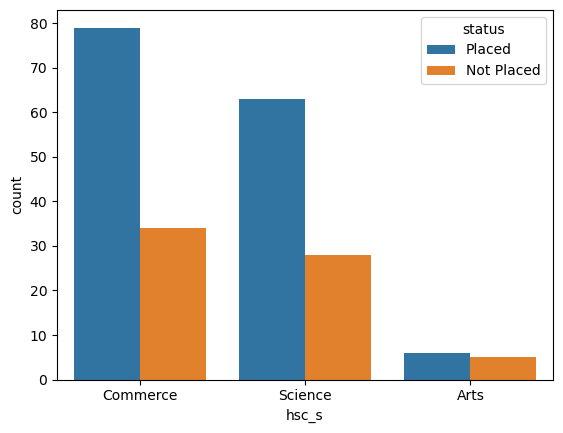 status
Placed
Not Placed
80
70
60
50
40
30
20
10
0
count
Commerce
Science
Arts
hsc_s